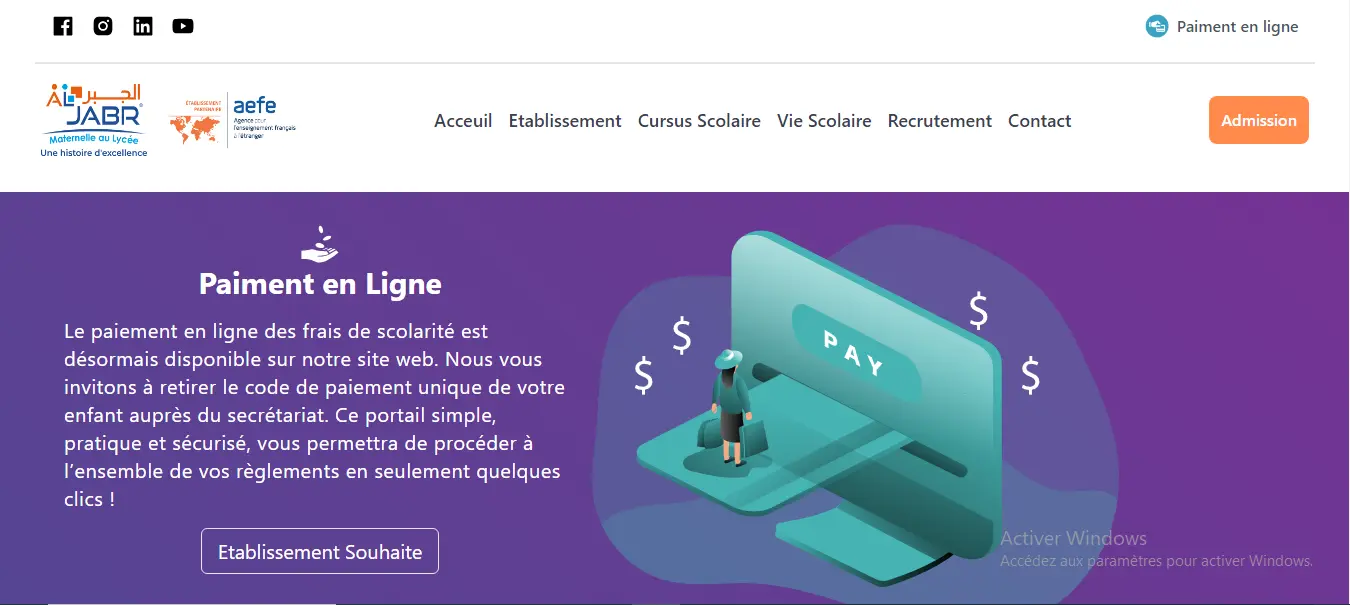 Paiment en ligne
الجبر
AL JABR
Maternelle au Lycée
Une histoire d'excellence
ÉTABLISSEMENT
PARTENAIRE
aefe
Agence pour
l'enseignement français
à l'étranger
Acceuil Etablissement Cursus Scolaire Vie Scolaire Recrutement Contact
Admission
Paiment en Ligne
Le paiement en ligne des frais de scolarité est
désormais disponible sur notre site web. Nous vous
invitons à retirer le code de paiement unique de votre
enfant auprès du secrétariat. Ce portail simple,
pratique et sécurisé, vous permettra de procéder à
l’ensemble de vos règlements en seulement quelques
clics !
Etablissement Souhaite
$ $ $ $
PAY
Activer Windows
Accédez aux paramètres pour activer Windows.